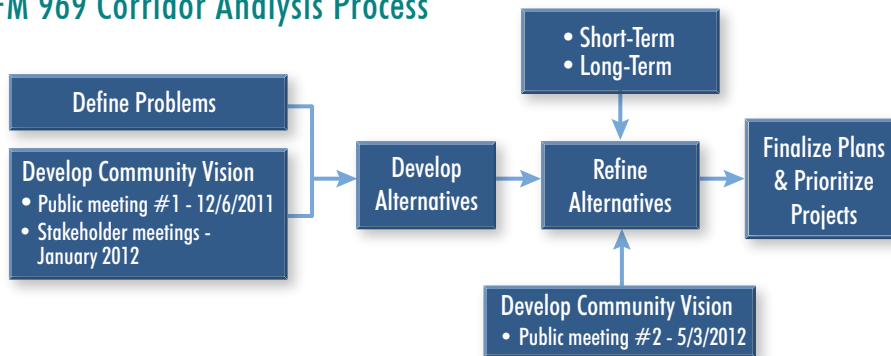 FM 969 Corridor Analysis Process
• Short-Term
• Long-Term
Define Problems
Develop Community Vision
• Public meeting #1 - 12/6/2011
• Stakeholder meetings -
January 2012
Develop
Alternatives
Refine
Alternatives
Finalize Plans
& Prioritize
Projects
Develop Community Vision
• Public meeting #2 - 5/3/2012